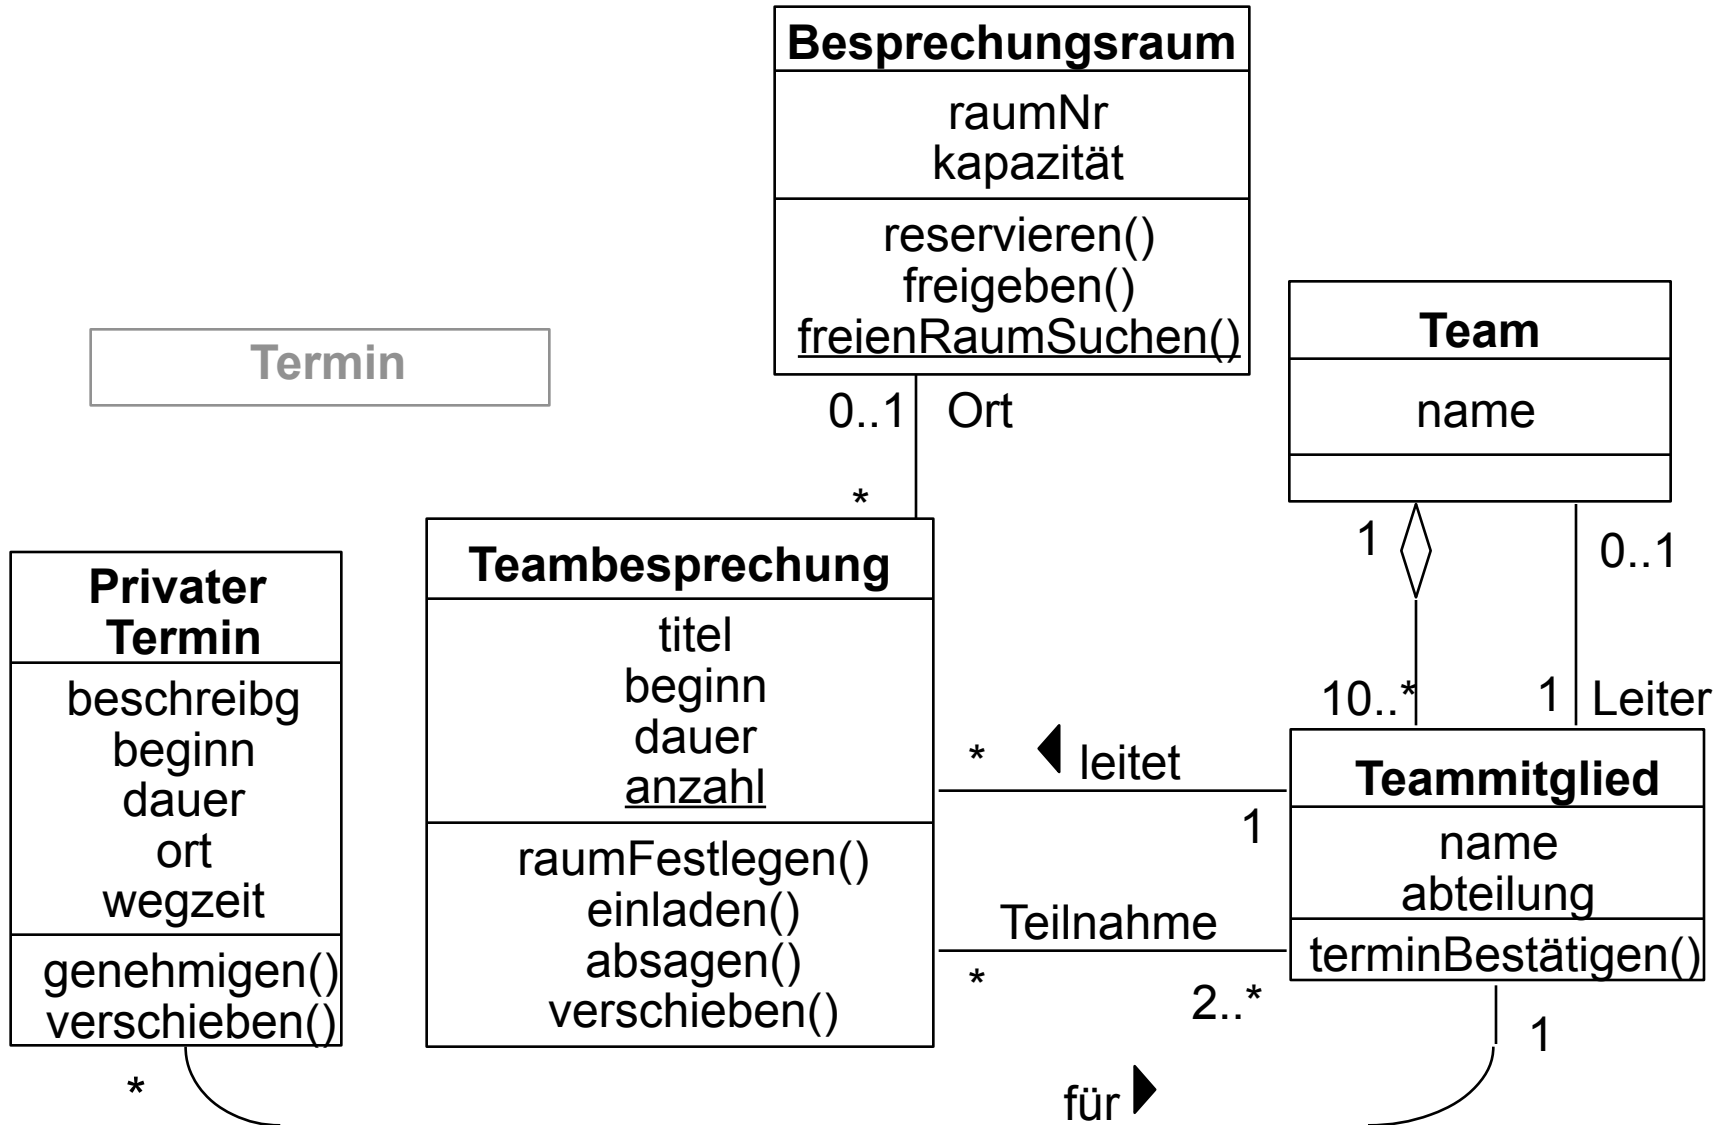 Besprechungsraum
raumNr
kapazität
reservieren()
freigeben()
freienRaumSuchen()
Termin
Team
name
0..1 Ort
*
1
0..1
10..*
1 Leiter
Privater
Termin
beschreibg
beginn
dauer
ort
wegzeit
genehmigen()
verschieben()
*
Teambesprechung
titel
beginn
dauer
anzahl
raumFestlegen()
einladen()
absagen()
verschieben()
* leitet
1
Teilnahme
*
2..*
Teammitglied
name
abteilung
terminBestätigen()
1
für